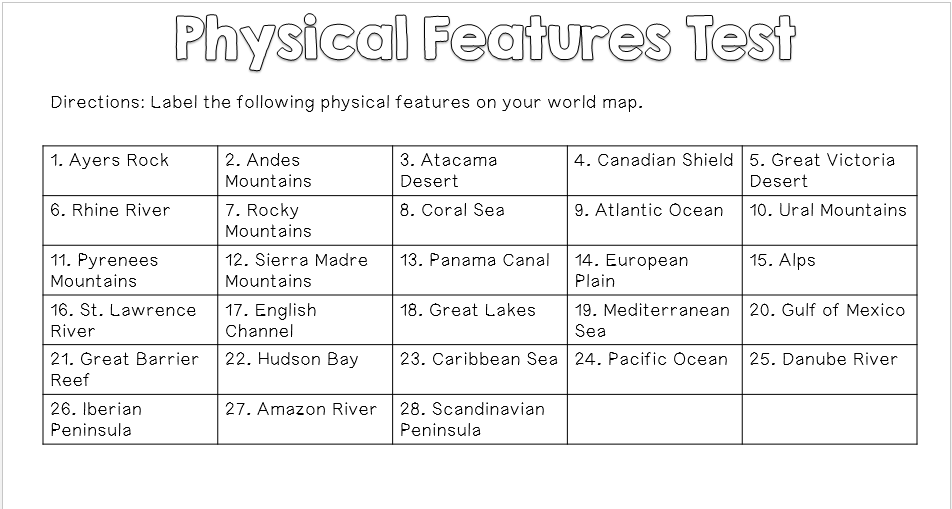 Physical Features Test
Directions: Label the following physical features on your world map.
1. Ayers Rock
2. Andes
Mountains
3. Atacama
Desert
4. Canadian Shield
5. Great Victoria
Desert
6. Rhine River
7. Rocky
Mountains
8. Coral Sea
9. Atlantic Ocean
10. Ural Mountains
11. Pyrenees
Mountains
12. Sierra Madre
Mountains
13. Panama Canal
14. European
Plain
15. Alps
16. St. Lawrence
River
17. English
Channel
18. Great Lakes
19. Mediterranean
Sea
20. Gulf of Mexico
21. Great Barrier
Reef
22. Hudson Bay
23. Caribbean Sea
24. Pacific Ocean
25. Danube River
26. Iberian
Peninsula
27. Amazon River
28. Scandinavian
Peninsula